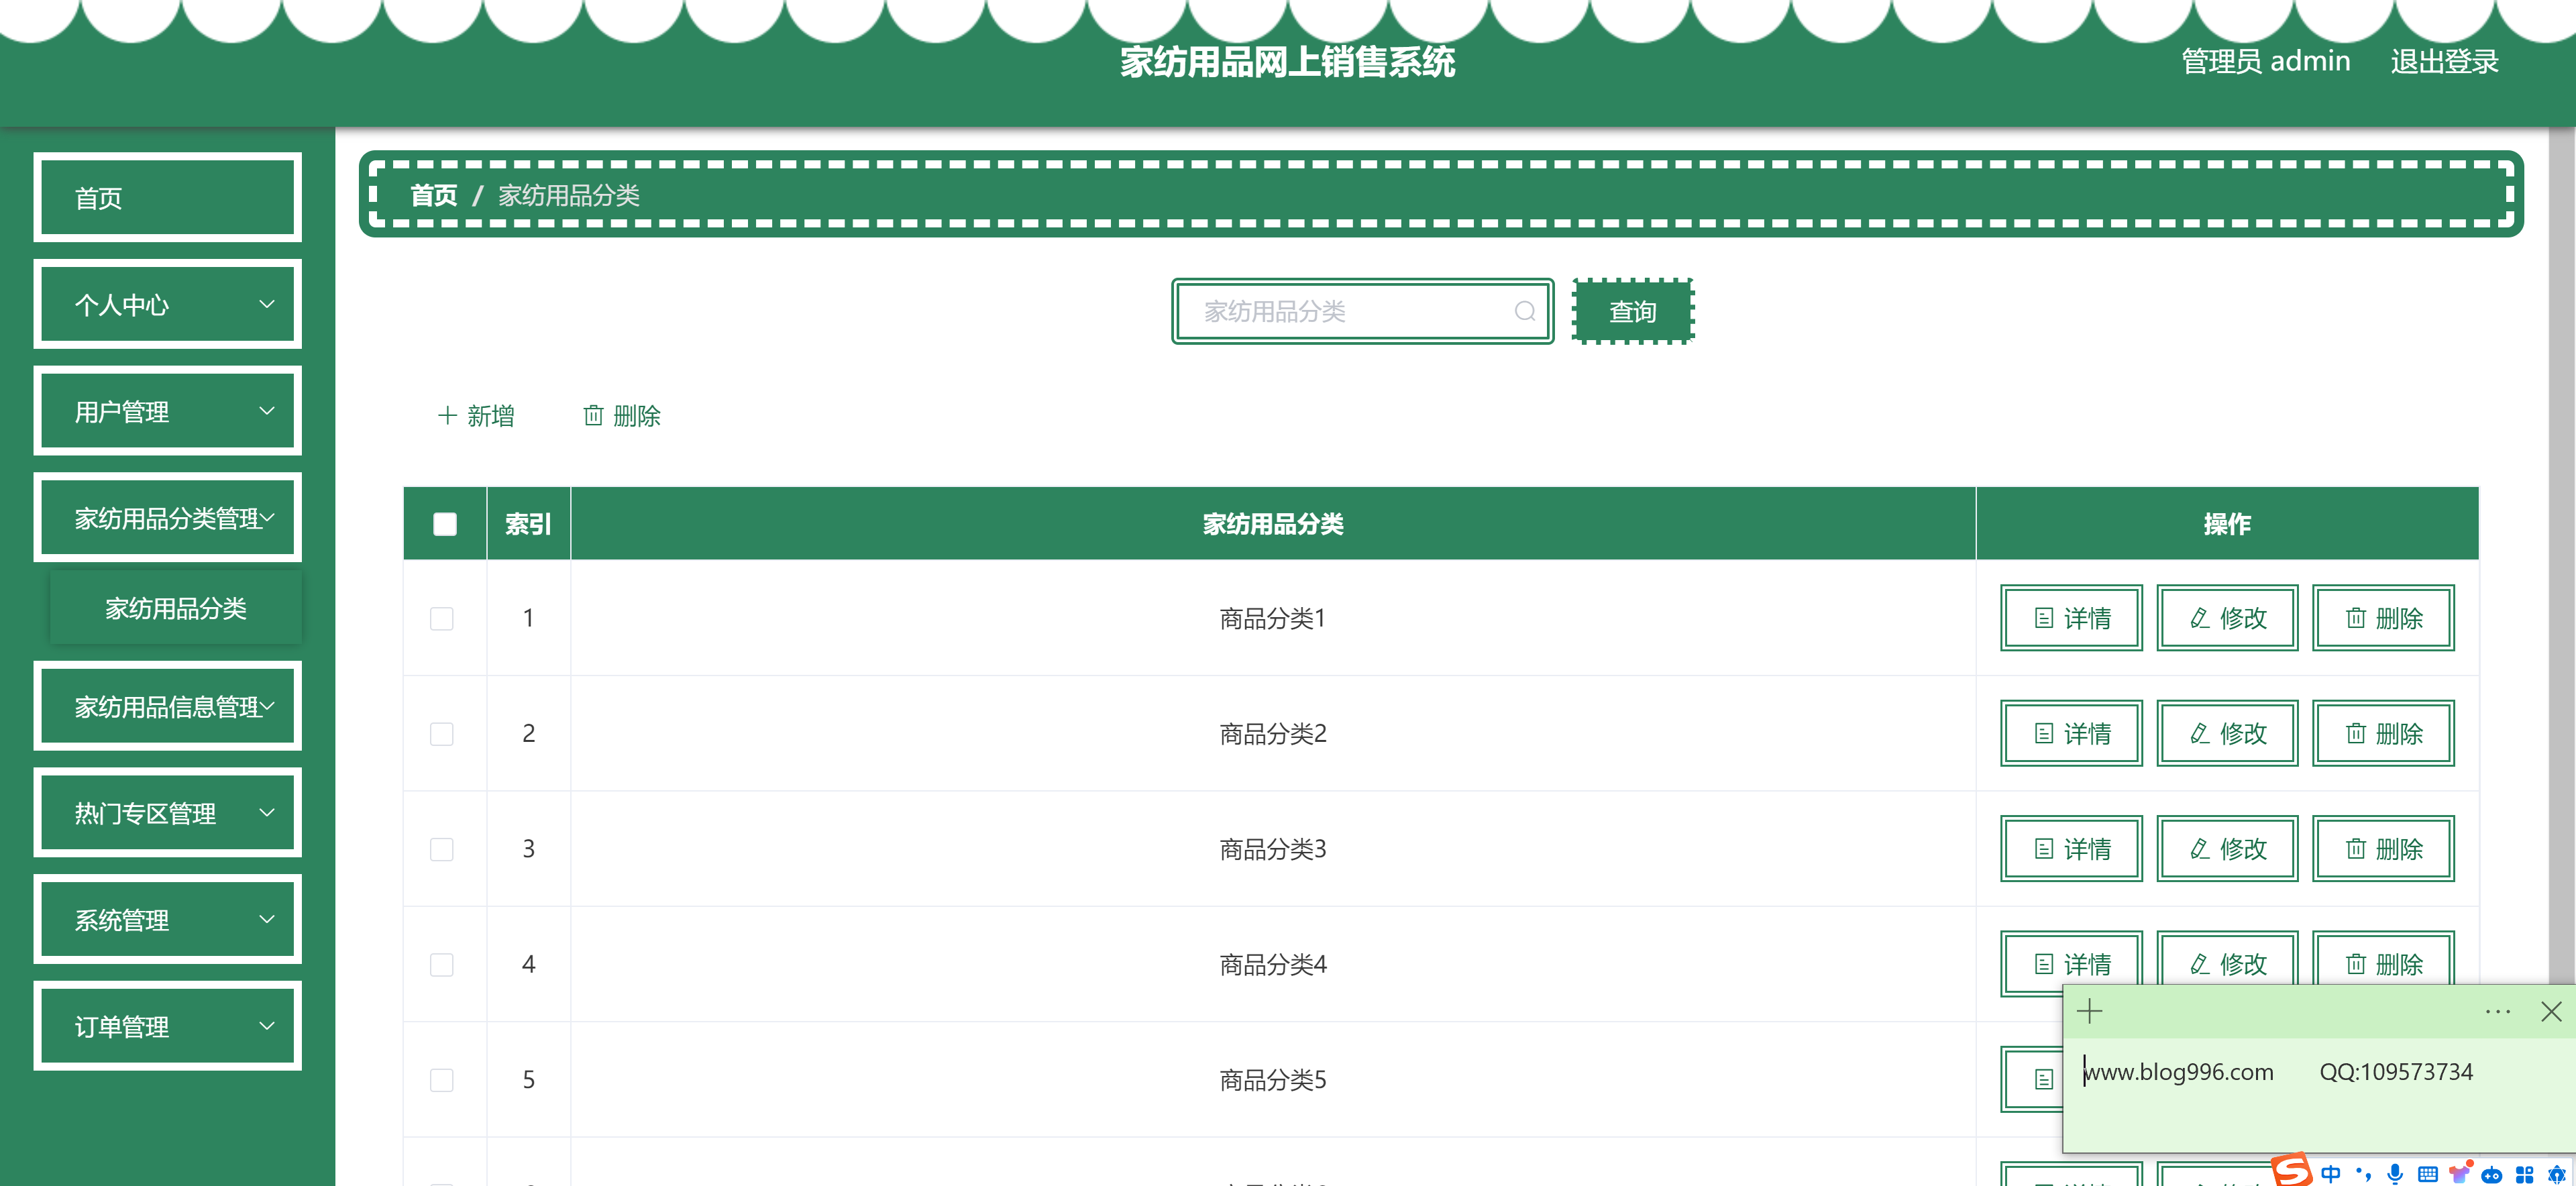 家纺用品网上销售系统
管理员 admin 退出登录
首页
个人中心
用户管理
家纺用品分类管理
家纺用品分类
家纺用品信息管理
热门专区管理
系统管理
订单管理
首页 / 家纺用品分类
家纺用品分类 查询
新增 删除
索引 家纺用品分类 操作
1 商品分类1 详情 修改 删除
2 商品分类2 详情 修改 删除
3 商品分类3 详情 修改 删除
4 商品分类4 详情 修改 删除
5 商品分类5
www.blog996.com QQ:109573734
中